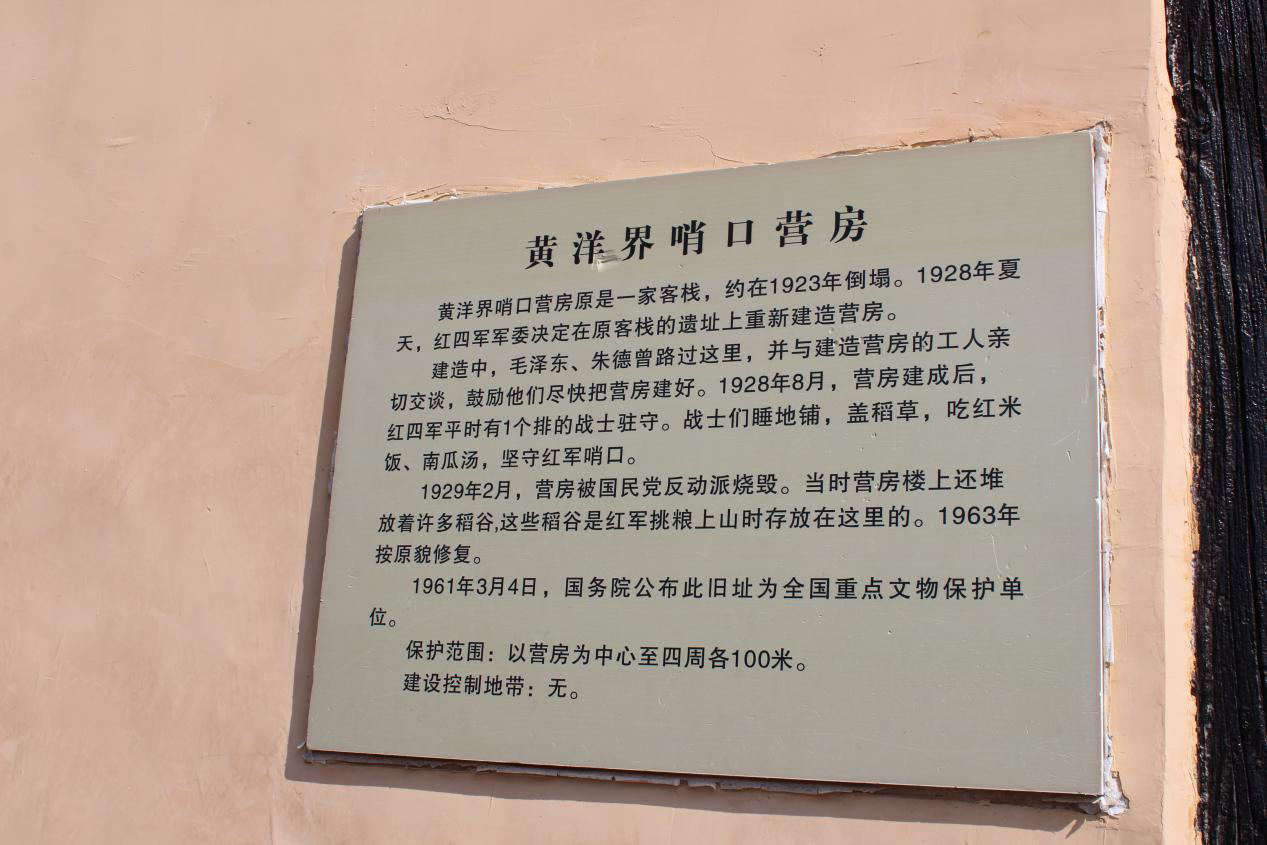 黄洋界哨口营房
黄洋界哨口营房原是一家客栈，约在1923年倒塌。1928年夏
天，红四军军委决定在原客栈的遗址上重新建造营房。
建造中，毛泽东、朱德曾路过这里，并与建造营房的工人亲
切交谈，鼓励他们尽快把营房建好。1928年8月，营房建成后，
红四军平时有1个排的战士驻守。战士们睡地铺，盖稻草，吃红米
饭、南瓜汤，坚守红军哨口。
1929年2月，营房被国民党反动派烧毁。当时营房楼上还堆
放着许多稻谷,这些稻谷是红军挑粮上山时存放在这里的。1963年
按原貌修复。
1961年3月4日，国务院公布此旧址为全国重点文物保护单
位。
保护范围：以营房为中心至四周各100米。
建设控制地带：无。